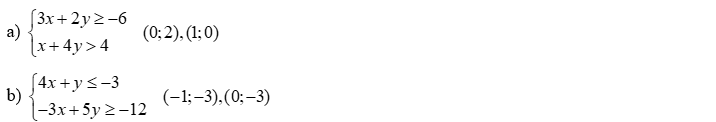 a) { 3x + 2y ≥ −6
x + 4y > 4 (0;2),(1;0)
b) { 4x + y ≤ −3
−3x + 5y ≥ −12 (−1;−3),(0;−3)